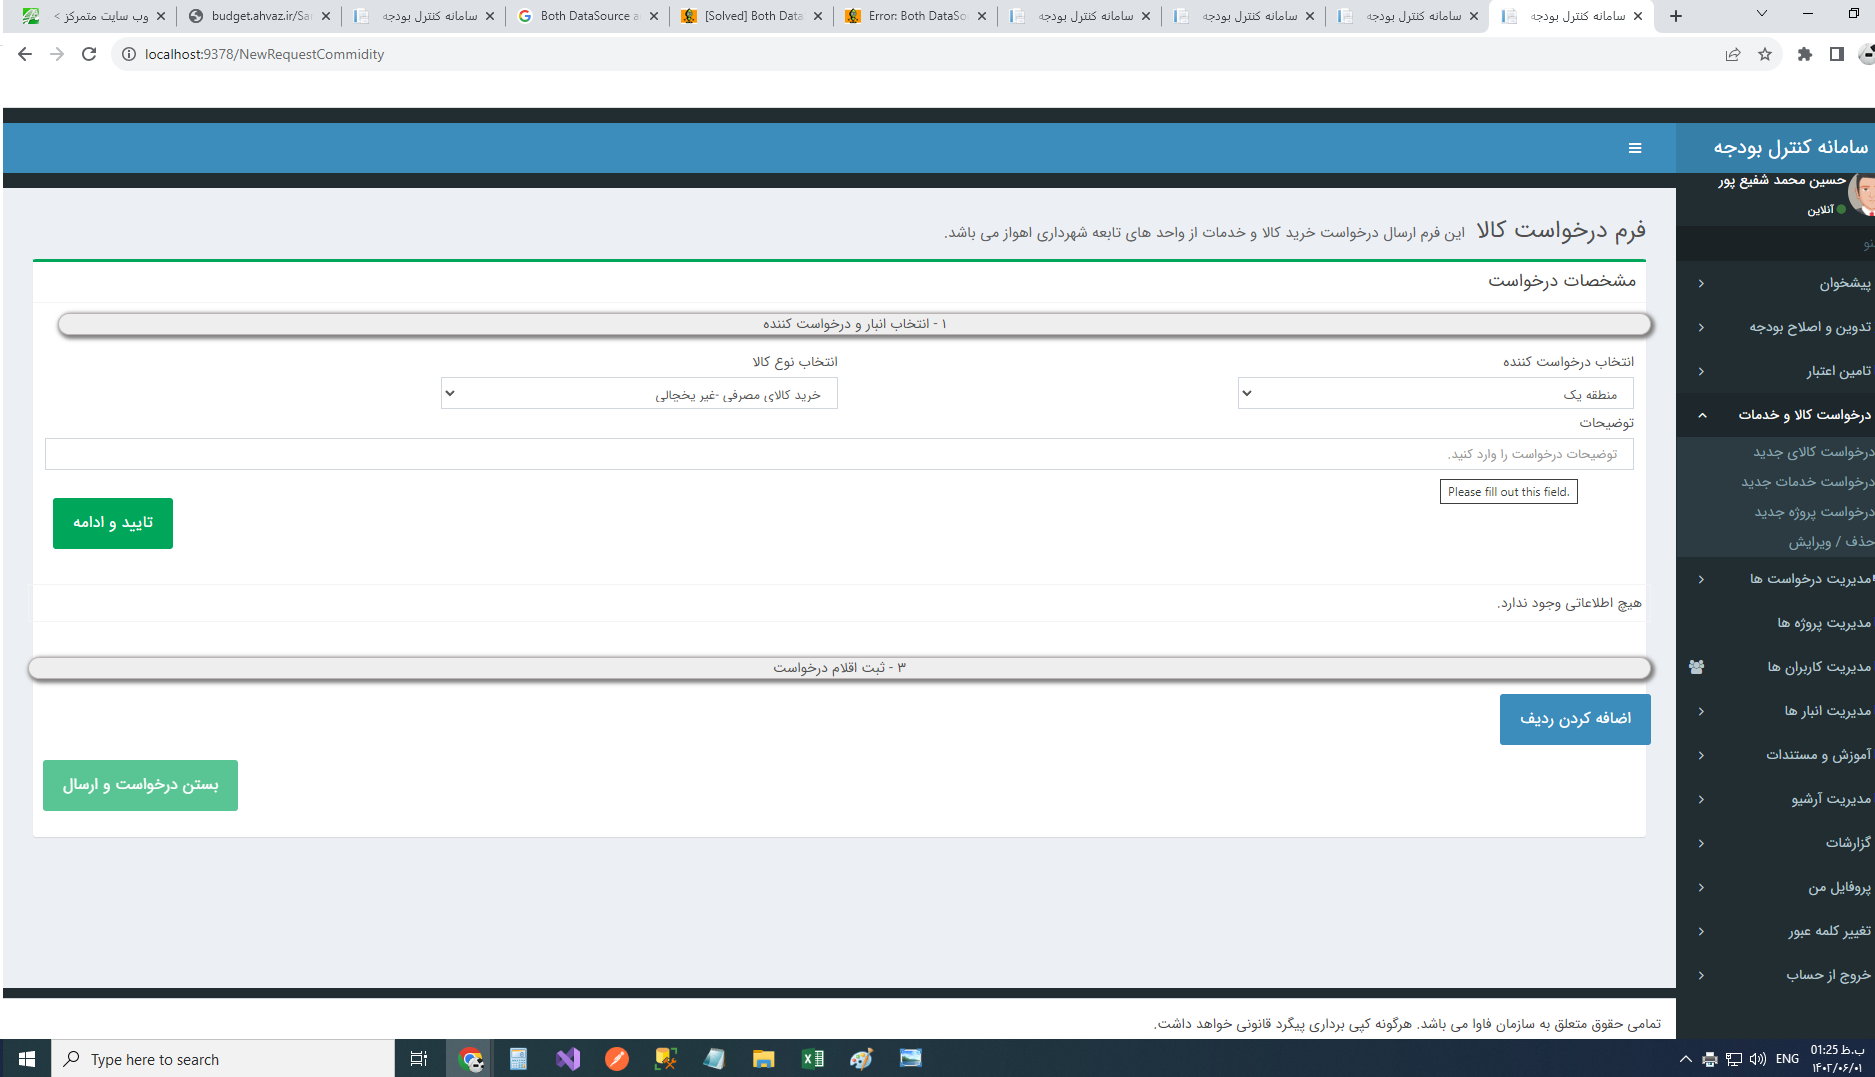 وب سایت متمرکز >
budget.ahvaz.ir/Sa
سامانه کنترل بودجه
Both DataSource a
[Solved] Both Data
Error: Both DataSo
سامانه کنترل بودجه
سامانه کنترل بودجه
سامانه کنترل بودجه
سامانه کنترل بودجه
localhost:9378/NewRequestCommidity
سامانه کنترل بودجه
حسین محمد شفیع پور
آنلاین
پیشخوان
تدوین و اصلاح بودجه
تامین اعتبار
درخواست کالا و خدمات
درخواست کالای جدید
درخواست خدمات جدید
درخواست پروژه جدید
حذف / ویرایش
مدیریت درخواست ها
مدیریت پروژه ها
مدیریت کاربران ها
مدیریت انبار ها
آموزش و مستندات
مدیریت آرشیو
گزارشات
پروفایل من
تغییر کلمه عبور
خروج از حساب
فرم درخواست کالا این فرم ارسال درخواست خرید کالا و خدمات از واحد های تابعه شهرداری اهواز می باشد.
مشخصات درخواست
۱ - انتخاب انبار و درخواست کننده
انتخاب درخواست کننده
منطقه یک
انتخاب نوع کالا
خرید کالای مصرفی -غیر یخچالی
توضیحات
توضیحات درخواست را وارد کنید.
Please fill out this field.
تایید و ادامه
هیچ اطلاعاتی وجود ندارد.
۳ - ثبت اقلام درخواست
اضافه کردن ردیف
بستن درخواست و ارسال
تمامی حقوق متعلق به سازمان فاوا می باشد. هرگونه کپی برداری پیگرد قانونی خواهد داشت.
Type here to search
ENG
01:25 ب.ظ
۱۴۰۲/۰۶/۰۱